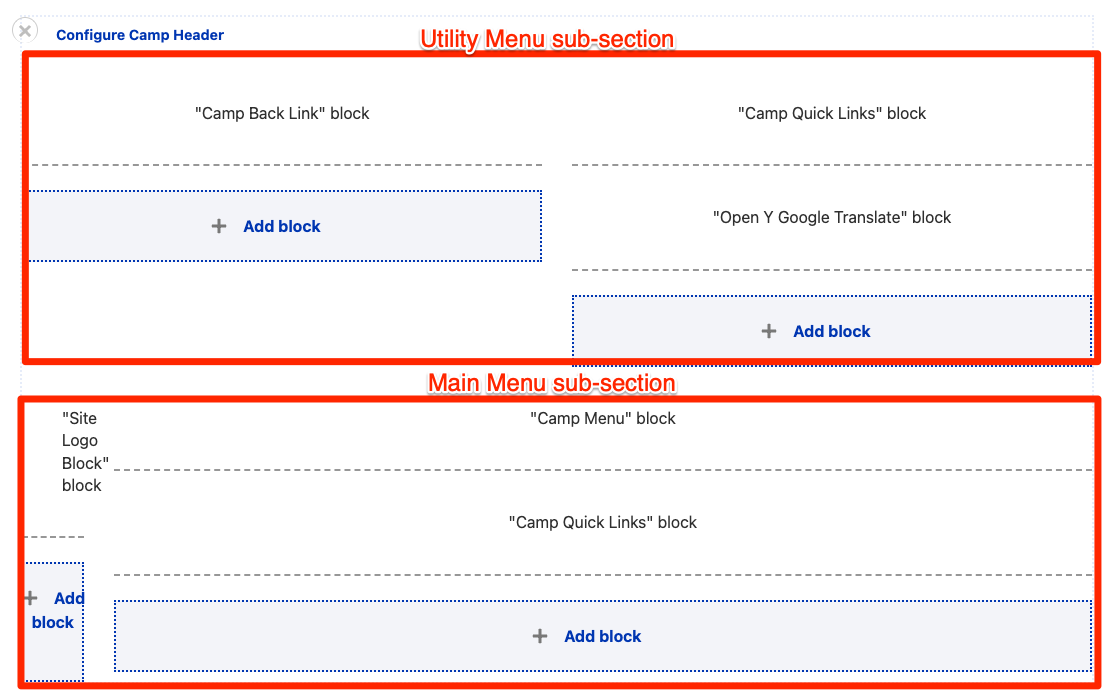 Configure Camp Header
Utility Menu sub-section
"Camp Back Link" block
"Camp Quick Links" block
Add block
"Open Y Google Translate" block
Add block
Main Menu sub-section
"Site
Logo
Block"
block
"Camp Menu" block
"Camp Quick Links" block
Add
block
Add block